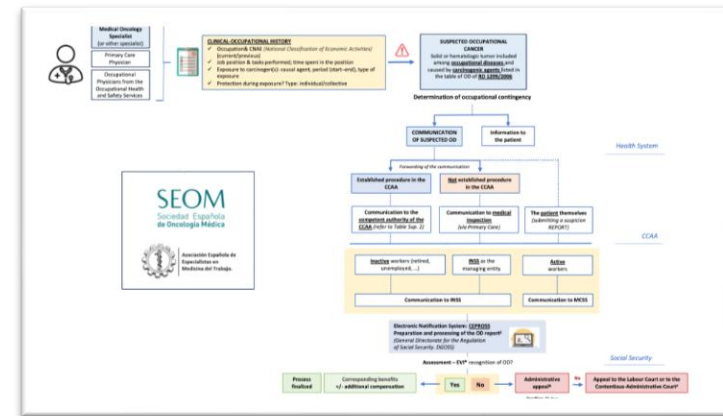 Medical Oncology
Specialist
(or other specialist)
Primary Care
Physician
Occupational
Physicians from the
Occupational Health
and Safety Services
CLINICAL-OCCUPATIONAL HISTORY
✓ Occupation& CNAE (National Classification of Economic Activities)
(current/previous)
✓ Job position & tasks performed; time spent in the position
✓ Exposure to carcinogen(s): causal agent, period (start–end), type of
exposure
✓ Protection during exposure? Type: individual/collective
SUSPECTED OCCUPATIONAL
CANCER
Solid or hematologic tumor included
among occupational diseases and
caused by carcinogenic agents listed in
the table of OD of RD 1299/2006
Determination of occupational contingency
COMMUNICATION
OF SUSPECTED OD
Information to
the patient
Health System
Forwarding of the communication
Established procedure in the
CCAA
Not established procedure
in the CCAA
Communication to the
competent authority of the
CCAA (refer to Table Sup. 2)
Communication to medical
inspection
(via Primary Care)
The patient themselves
(submitting a suspicion
REPORT)
CCAA
Inactive workers (retired,
unemployed, ...)
INSS as the
managing entity
Active
workers
Communication to INSS
Communication to MCSS
Electronic Notification System: CEPROSS
Preparation and processing of the OD report
(General Directorate for the Regulation
of Social Security. DGOSS)
Assessment – EVI recognition of OD?
Social Security
Process
finalized
Corresponding benefits
+/- additional compensation
Yes
No
Administrative
appeal
No
Appeal to the Labour Court or to the
Contentious-Administrative Court
SEOM
Sociedad Española
de Oncología Médica
Asociación Española de
Especialistas en
Medicina del Trabajo.